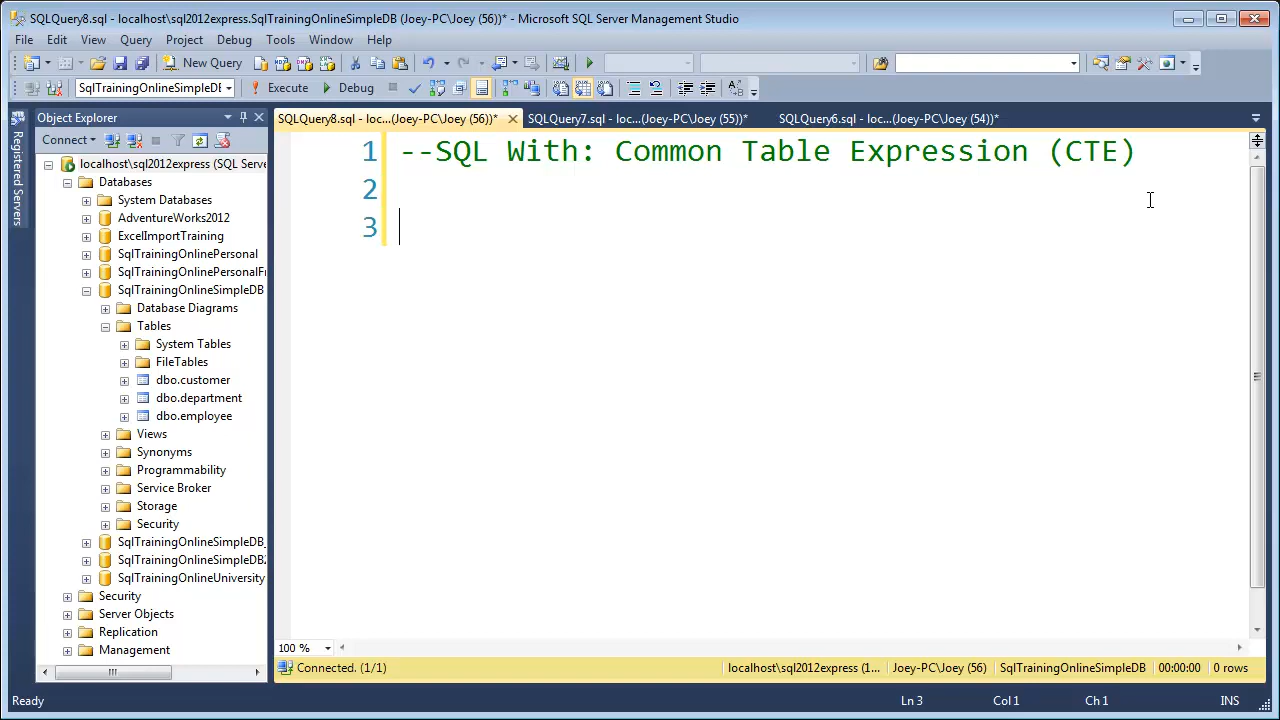 SQLQuery8.sql - localhost\sql2012express.SqlTrainingOnlineSimpleDB (Joey-PC\Joey (56))* - Microsoft SQL Server Management Studio
File Edit View Query Project Debug Tools Window Help
New Query
SqlTrainingOnlineSimpleDE Execute Debug
Registered Servers
Object Explorer
Connect
localhost\sql2012express (SQL Serve
Databases
System Databases
AdventureWorks2012
ExcelImportTraining
SqlTrainingOnlinePersonal
SqlTrainingOnlinePersonalFr
SqlTrainingOnlineSimpleDB
Database Diagrams
Tables
System Tables
FileTables
dbo.customer
dbo.department
dbo.employee
Views
Synonyms
Programmability
Service Broker
Storage
Security
SqlTrainingOnlineSimpleDB_
SqlTrainingOnlineSimpleDB2
SqlTrainingOnlineUniversity
Security
Server Objects
Replication
Management
SQLQuery8.sql - loc...(Joey-PC\Joey (56))* SQLQuery7.sql - loc...(Joey-PC\Joey (55))* SQLQuery6.sql - loc...(Joey-PC\Joey (54))*
1 --SQL With: Common Table Expression (CTE)
2
3
100 %
Connected. (1/1) localhost\sql2012express (1... Joey-PC\Joey (56) SqlTrainingOnlineSimpleDB 00:00:00 0 rows
Ready Ln 3 Col 1 Ch 1 INS